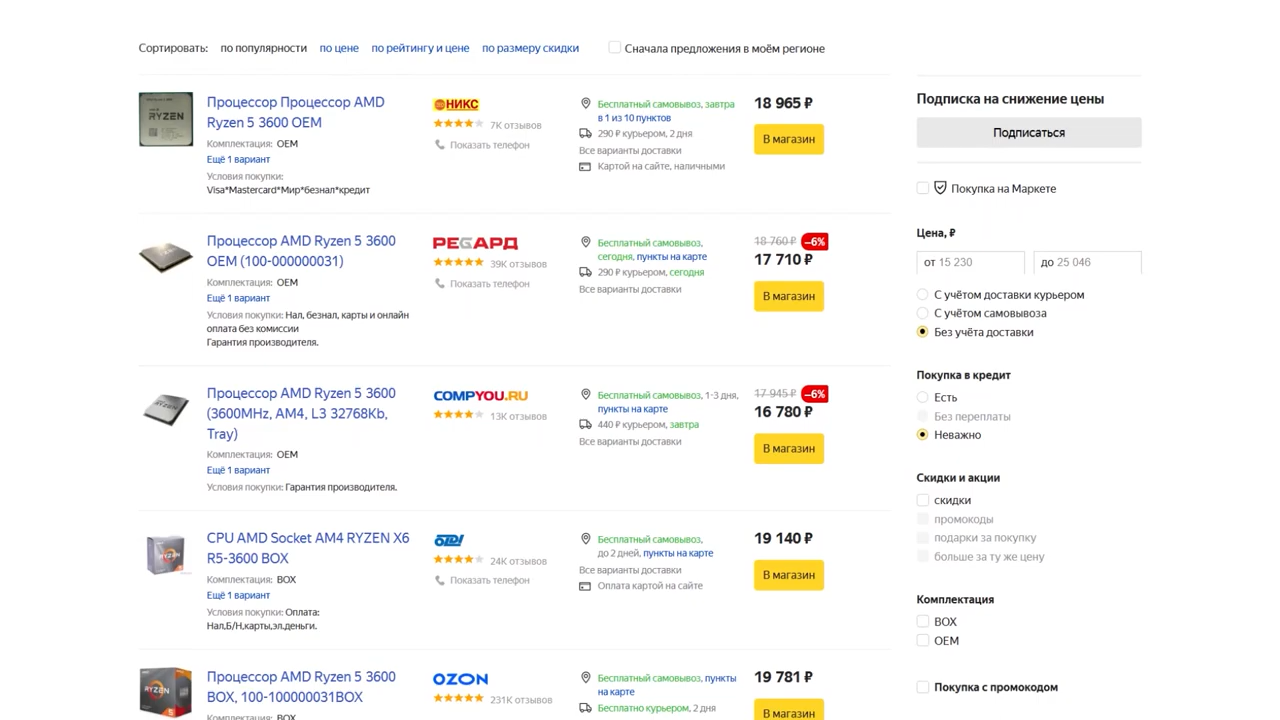 Сортировать: по популярности по цене по рейтингу и цене по размеру скидки Сначала предложения в моём регионе
Процессор Процессор AMD
Ryzen 5 3600 OEM
Комплектация: OEM
Ещё 1 вариант
Условия покупки:
Visa*Mastercard*Мир*безнал*кредит
НИКС
7K отзывов
Показать телефон
Бесплатный самовывоз, завтра
в 1 из 10 пунктов
290 ₽ курьером, 2 дня
Все варианты доставки
Картой на сайте, наличными
18 965 ₽
В магазин
Процессор AMD Ryzen 5 3600
OEM (100-000000031)
Комплектация: OEM
Ещё 1 вариант
Условия покупки: Нал, безнал, карты и онлайн
оплата без комиссии
Гарантия производителя.
РЕГАРД
39K отзывов
Показать телефон
Бесплатный самовывоз,
сегодня, пункты на карте
290 ₽ курьером, сегодня
Все варианты доставки
18 760 ₽ –6%
17 710 ₽
В магазин
Процессор AMD Ryzen 5 3600
(3600MHz, AM4, L3 32768Kb,
Tray)
Комплектация: OEM
Ещё 1 вариант
Условия покупки: Гарантия производителя.
COMPYOU.RU
13K отзывов
Бесплатный самовывоз, 1-3 дня,
пункты на карте
440 ₽ курьером, завтра
Все варианты доставки
17 945 ₽ –6%
16 780 ₽
В магазин
CPU AMD Socket AM4 RYZEN X6
R5-3600 BOX
Комплектация: BOX
Ещё 1 вариант
Условия покупки: Оплата:
Нал,Б/Н,карты,эл.деньги.
OLDI
24K отзывов
Показать телефон
Бесплатный самовывоз,
до 2 дней, пункты на карте
Все варианты доставки
Оплата картой на сайте
19 140 ₽
В магазин
Процессор AMD Ryzen 5 3600
BOX, 100-100000031BOX
Комплектация: BOX
OZON
231K отзывов
Бесплатный самовывоз, пункты
на карте
Бесплатно курьером, 2 дня
19 781 ₽
В магазин
Подписка на снижение цены
Подписаться
Покупка на Маркете
Цена, ₽
от 15 230 до 25 046
С учётом доставки курьером
С учётом самовывоза
Без учёта доставки
Покупка в кредит
Есть
Без переплаты
Неважно
Скидки и акции
скидки
промокоды
подарки за покупку
больше за ту же цену
Комплектация
BOX
OEM
Покупка с промокодом
RYZEN
RYZEN
RYZEN
RYZEN